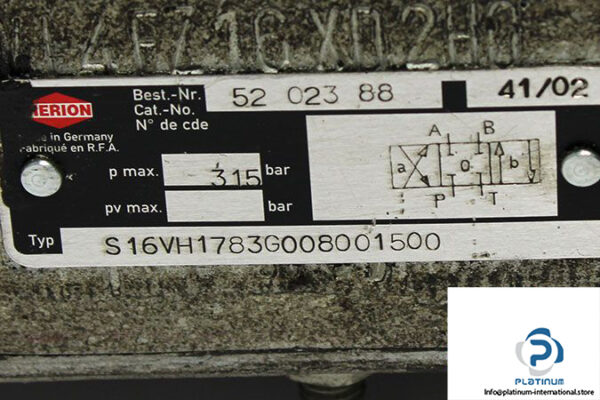 HERION
Best.-Nr. 52 023 88 41/02
Cat.-No.
N° de cde
in Germany
Fabriqué en R.F.A.
p max. 315 bar
pv max. bar
A B
a 0 b
P T
Typ S16VH1783G008001500
P
PLATINUM
Info@platinum-international.store.com